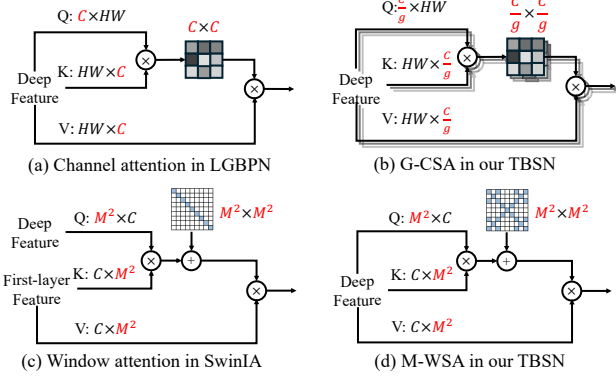 Q: C×HW
C × C
Deep
Feature
K: HW×C
V: HW×C
(a) Channel attention in LGBPN
Q: C/g ×HW
C/g × C/g
Deep
Feature
K: HW× C/g
V: HW× C/g
(b) G-CSA in our TBSN
Q: M²×C
M²×M²
Deep
Feature
First-layer
Feature
K: C×M²
V: C×M²
(c) Window attention in SwinIA
Q: M²×C
M²×M²
Deep
Feature
K: C×M²
V: C×M²
(d) M-WSA in our TBSN